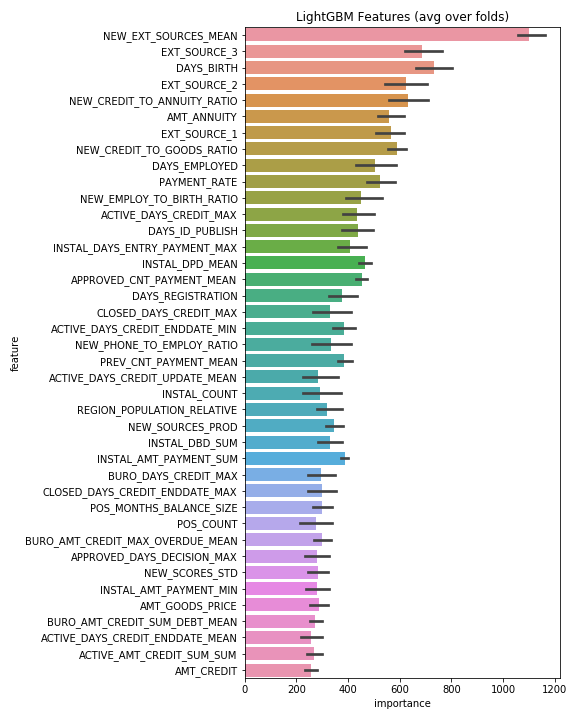 LightGBM Features (avg over folds)
NEW_EXT_SOURCES_MEAN
EXT_SOURCE_3
DAYS_BIRTH
EXT_SOURCE_2
NEW_CREDIT_TO_ANNUITY_RATIO
AMT_ANNUITY
EXT_SOURCE_1
NEW_CREDIT_TO_GOODS_RATIO
DAYS_EMPLOYED
PAYMENT_RATE
NEW_EMPLOY_TO_BIRTH_RATIO
ACTIVE_DAYS_CREDIT_MAX
DAYS_ID_PUBLISH
INSTAL_DAYS_ENTRY_PAYMENT_MAX
INSTAL_DPD_MEAN
APPROVED_CNT_PAYMENT_MEAN
DAYS_REGISTRATION
CLOSED_DAYS_CREDIT_MAX
ACTIVE_DAYS_CREDIT_ENDDATE_MIN
NEW_PHONE_TO_EMPLOY_RATIO
PREV_CNT_PAYMENT_MEAN
ACTIVE_DAYS_CREDIT_UPDATE_MEAN
INSTAL_COUNT
REGION_POPULATION_RELATIVE
NEW_SOURCES_PROD
INSTAL_DBD_SUM
INSTAL_AMT_PAYMENT_SUM
BURO_DAYS_CREDIT_MAX
CLOSED_DAYS_CREDIT_ENDDATE_MAX
POS_MONTHS_BALANCE_SIZE
POS_COUNT
BURO_AMT_CREDIT_MAX_OVERDUE_MEAN
APPROVED_DAYS_DECISION_MAX
NEW_SCORES_STD
INSTAL_AMT_PAYMENT_MIN
AMT_GOODS_PRICE
BURO_AMT_CREDIT_SUM_DEBT_MEAN
ACTIVE_DAYS_CREDIT_ENDDATE_MEAN
ACTIVE_AMT_CREDIT_SUM_SUM
AMT_CREDIT
feature
0 200 400 600 800 1000 1200
importance